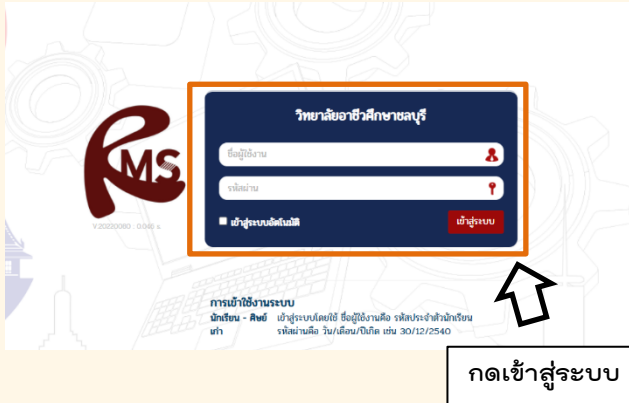 วิทยาลัยอาชีวศึกษาชลบุรี
RMS
ชื่อผู้ใช้งาน
รหัสผ่าน
V.20220080 : 0.046 s.
เข้าสู่ระบบอัตโนมัติ
เข้าสู่ระบบ
การเข้าใช้งานระบบ
นักเรียน - ศิษย์ เข้าสู่ระบบโดยใช้ ชื่อผู้ใช้งานคือ รหัสประจำตัวนักเรียน
เก่า รหัสผ่านคือ วัน/เดือน/ปีเกิด เช่น 30/12/2540
กดเข้าสู่ระบบ